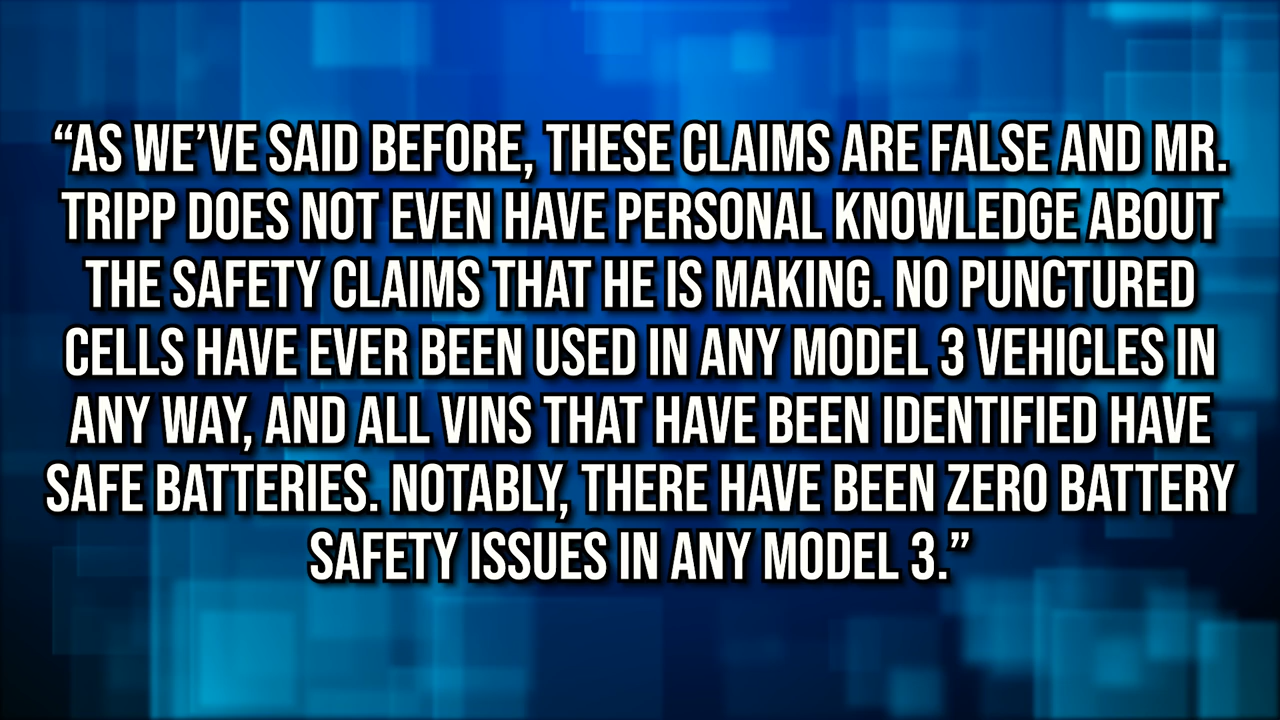 “AS WE’VE SAID BEFORE, THESE CLAIMS ARE FALSE AND MR.
TRIPP DOES NOT EVEN HAVE PERSONAL KNOWLEDGE ABOUT
THE SAFETY CLAIMS THAT HE IS MAKING. NO PUNCTURED
CELLS HAVE EVER BEEN USED IN ANY MODEL 3 VEHICLES IN
ANY WAY, AND ALL VINS THAT HAVE BEEN IDENTIFIED HAVE
SAFE BATTERIES. NOTABLY, THERE HAVE BEEN ZERO BATTERY
SAFETY ISSUES IN ANY MODEL 3.”